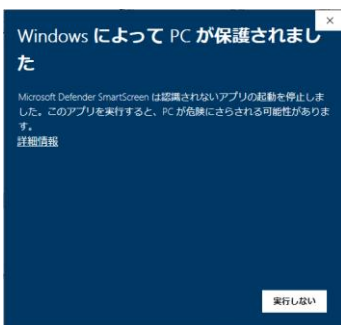 Windows によって PC が保護されまし
た
Microsoft Defender SmartScreen は認識されないアプリの起動を停止しま
した。このアプリを実行すると、PC が危険にさらされる可能性がありま
す。
詳細情報
実行しない